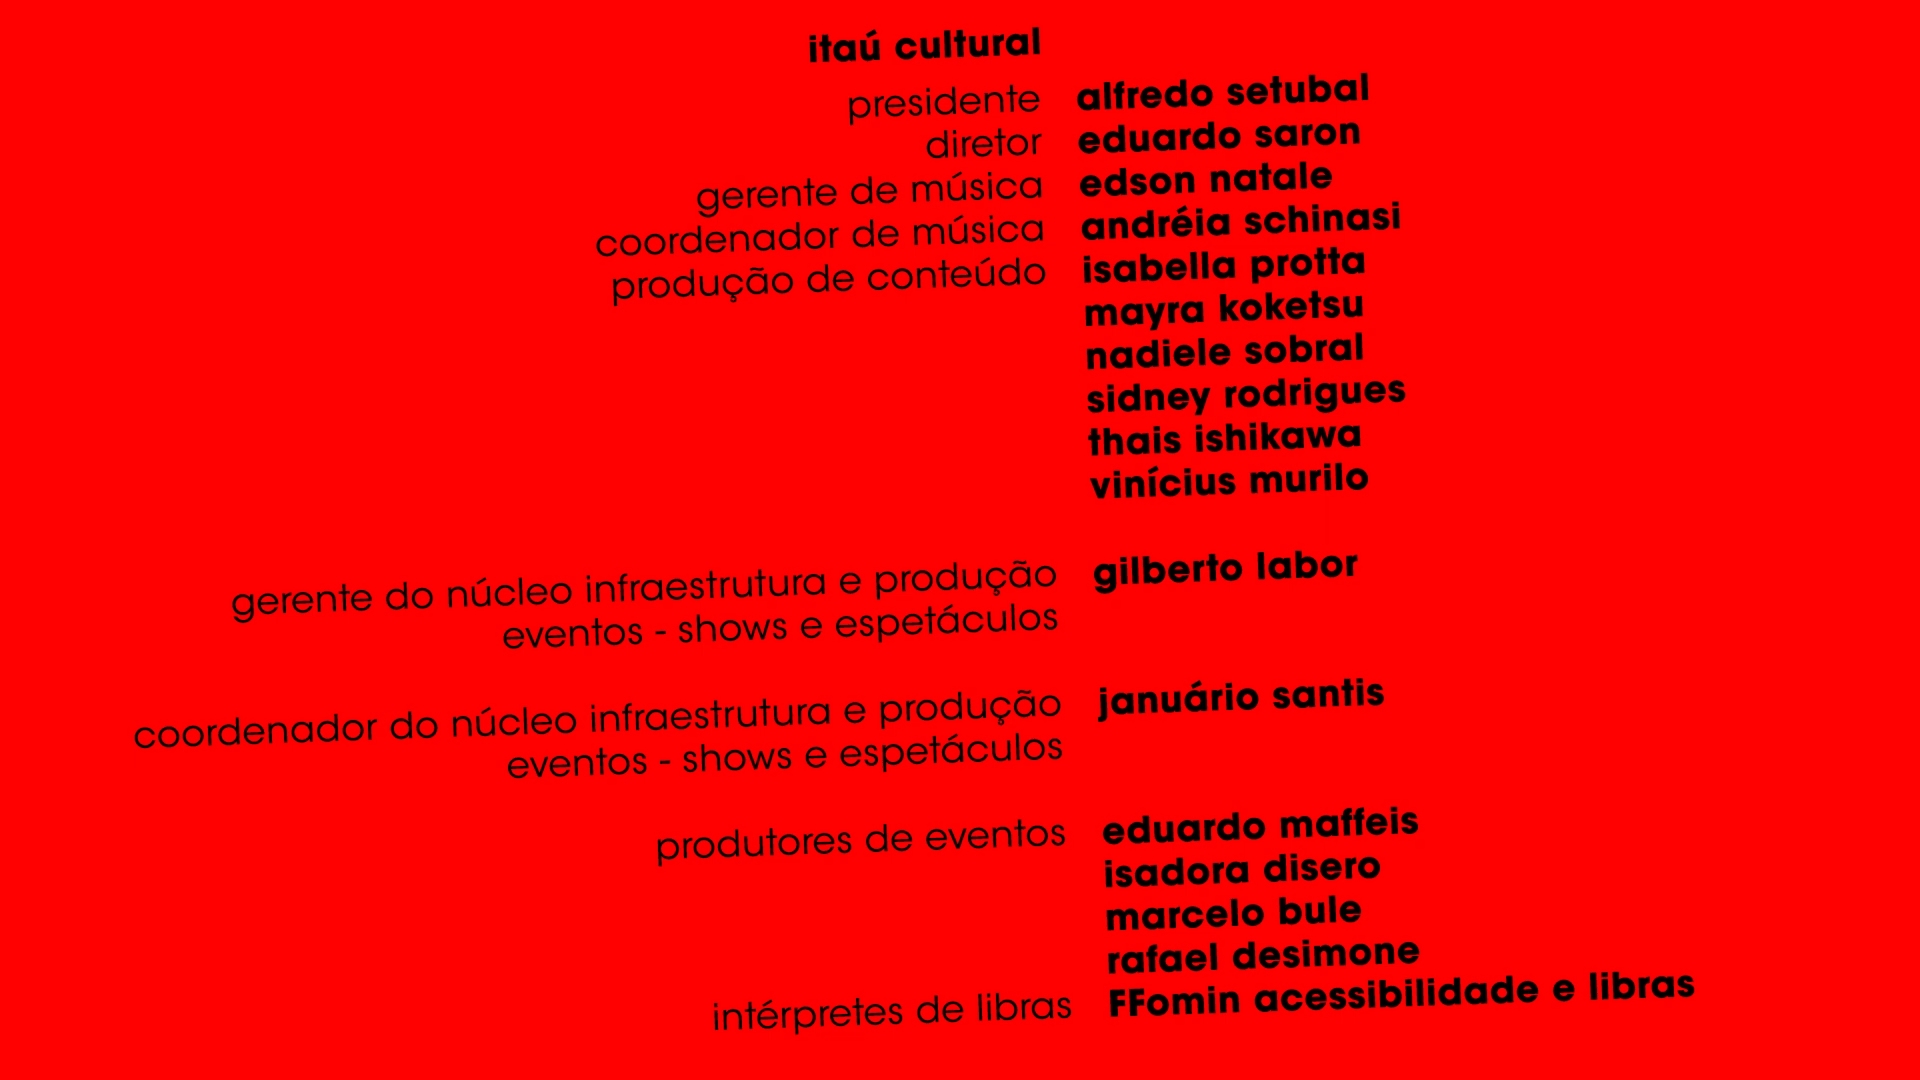 itaú cultural
presidente alfredo setubal
diretor eduardo saron
gerente de música edson natale
coordenador de música andréia schinasi
produção de conteúdo isabella protta
mayra koketsu
nadiele sobral
sidney rodrigues
thais ishikawa
vinícius murilo
gerente do núcleo infraestrutura e produção gilberto labor
eventos - shows e espetáculos
coordenador do núcleo infraestrutura e produção januário santis
eventos - shows e espetáculos
produtores de eventos eduardo maffeis
isadora disero
marcelo bule
rafael desimone
intérpretes de libras FFomin acessibilidade e libras